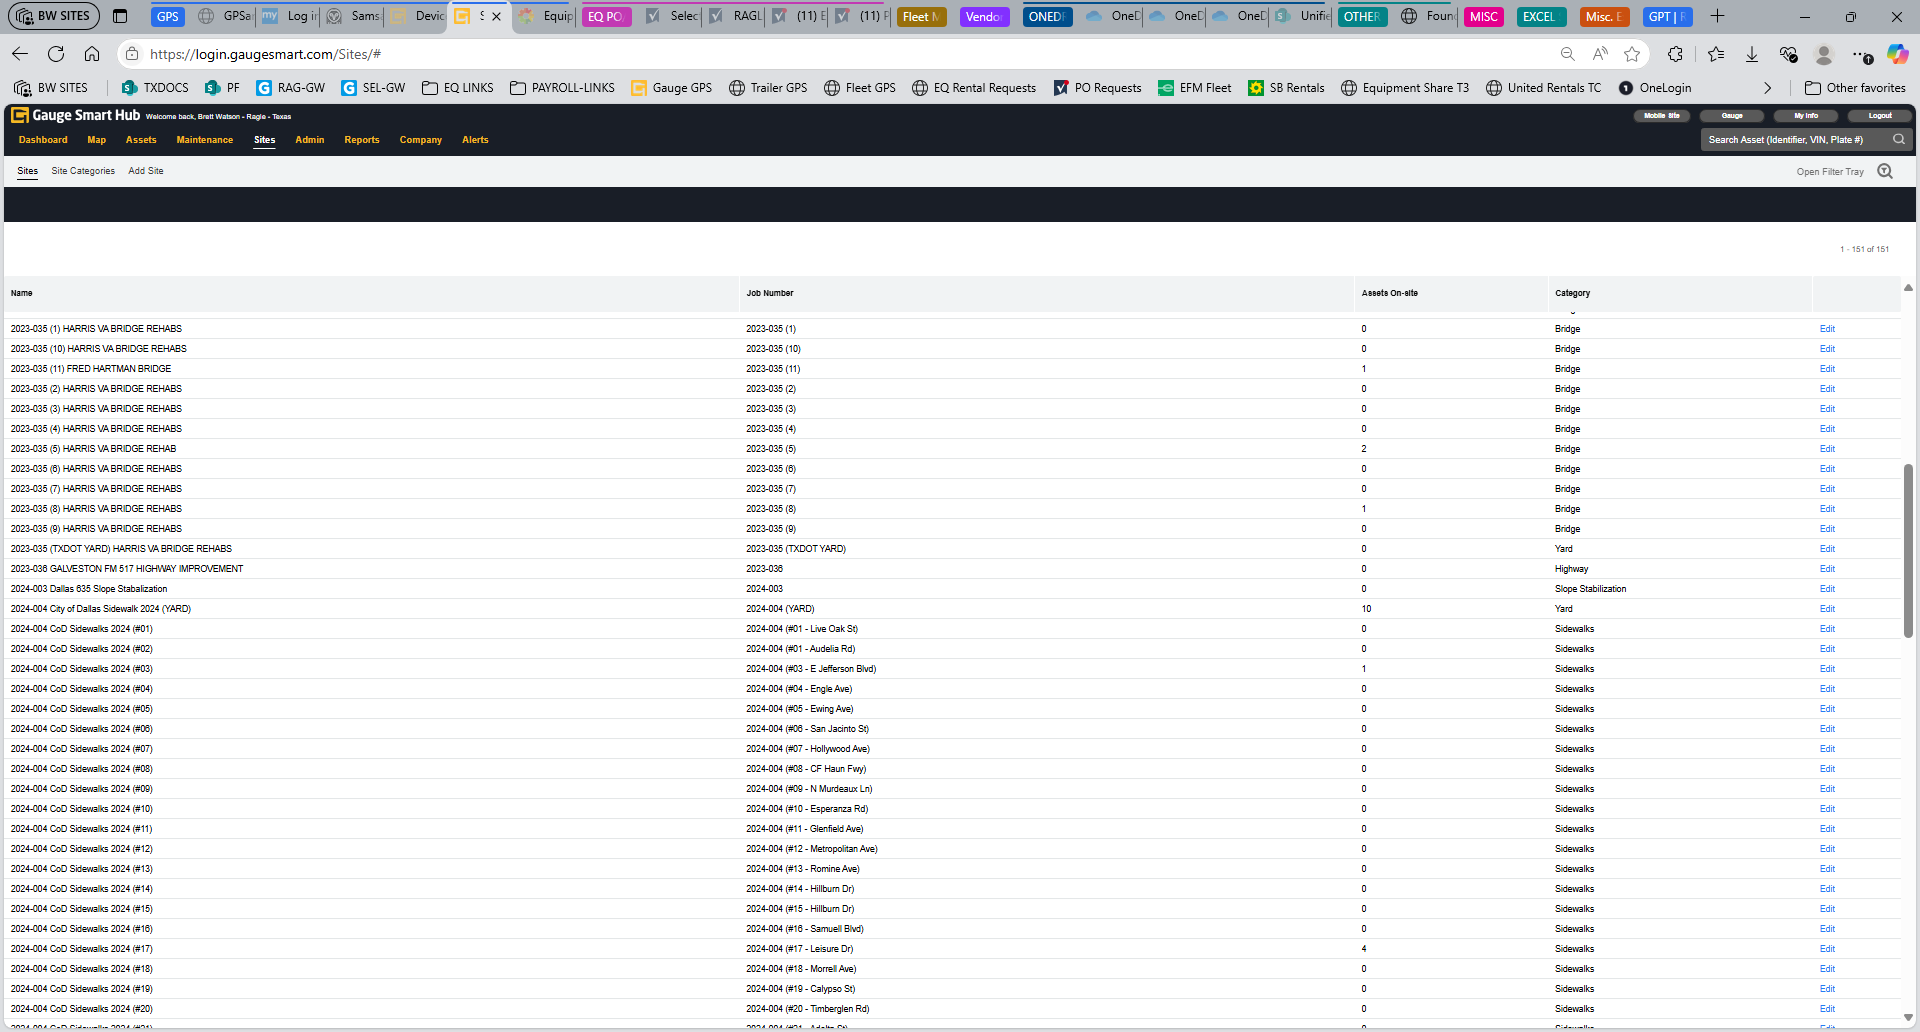 BW SITES GPS GPSar Log in Sams Devic S Equip EQ PO Selec RAGL (11) E (11) F Fleet M Vendor ONEDR OneD OneD OneD Unifie OTHER Foun MISC EXCEL Misc. E GPT | R
https://login.gaugesmart.com/Sites/#
BW SITES TXDOCS PF RAG-GW SEL-GW EQ LINKS PAYROLL-LINKS Gauge GPS Trailer GPS Fleet GPS EQ Rental Requests PO Requests EFM Fleet SB Rentals Equipment Share T3 United Rentals TC OneLogin Other favorites
Gauge Smart Hub Welcome back, Brett Watson - Ragle - Texas Mobile Site Gauge My Info Logout
Dashboard Map Assets Maintenance Sites Admin Reports Company Alerts Search Asset (Identifier, VIN, Plate #)
Sites Site Categories Add Site Open Filter Tray
1 - 151 of 151
Name Job Number Assets On-site Category
2023-035 (1) HARRIS VA BRIDGE REHABS 2023-035 (1) 0 Bridge Edit
2023-035 (10) HARRIS VA BRIDGE REHABS 2023-035 (10) 0 Bridge Edit
2023-035 (11) FRED HARTMAN BRIDGE 2023-035 (11) 1 Bridge Edit
2023-035 (2) HARRIS VA BRIDGE REHABS 2023-035 (2) 0 Bridge Edit
2023-035 (3) HARRIS VA BRIDGE REHABS 2023-035 (3) 0 Bridge Edit
2023-035 (4) HARRIS VA BRIDGE REHABS 2023-035 (4) 0 Bridge Edit
2023-035 (5) HARRIS VA BRIDGE REHAB 2023-035 (5) 2 Bridge Edit
2023-035 (6) HARRIS VA BRIDGE REHABS 2023-035 (6) 0 Bridge Edit
2023-035 (7) HARRIS VA BRIDGE REHABS 2023-035 (7) 0 Bridge Edit
2023-035 (8) HARRIS VA BRIDGE REHABS 2023-035 (8) 1 Bridge Edit
2023-035 (9) HARRIS VA BRIDGE REHABS 2023-035 (9) 0 Bridge Edit
2023-035 (TXDOT YARD) HARRIS VA BRIDGE REHABS 2023-035 (TXDOT YARD) 0 Yard Edit
2023-036 GALVESTON FM 517 HIGHWAY IMPROVEMENT 2023-036 0 Highway Edit
2024-003 Dallas 635 Slope Stabalization 2024-003 0 Slope Stabilization Edit
2024-004 City of Dallas Sidewalk 2024 (YARD) 2024-004 (YARD) 10 Yard Edit
2024-004 CoD Sidewalks 2024 (#01) 2024-004 (#01 - Live Oak St) 0 Sidewalks Edit
2024-004 CoD Sidewalks 2024 (#02) 2024-004 (#01 - Audelia Rd) 0 Sidewalks Edit
2024-004 CoD Sidewalks 2024 (#03) 2024-004 (#03 - E Jefferson Blvd) 1 Sidewalks Edit
2024-004 CoD Sidewalks 2024 (#04) 2024-004 (#04 - Engle Ave) 0 Sidewalks Edit
2024-004 CoD Sidewalks 2024 (#05) 2024-004 (#05 - Ewing Ave) 0 Sidewalks Edit
2024-004 CoD Sidewalks 2024 (#06) 2024-004 (#06 - San Jacinto St) 0 Sidewalks Edit
2024-004 CoD Sidewalks 2024 (#07) 2024-004 (#07 - Hollywood Ave) 0 Sidewalks Edit
2024-004 CoD Sidewalks 2024 (#08) 2024-004 (#08 - CF Haun Fwy) 0 Sidewalks Edit
2024-004 CoD Sidewalks 2024 (#09) 2024-004 (#09 - N Murdeaux Ln) 0 Sidewalks Edit
2024-004 CoD Sidewalks 2024 (#10) 2024-004 (#10 - Esperanza Rd) 0 Sidewalks Edit
2024-004 CoD Sidewalks 2024 (#11) 2024-004 (#11 - Glenfield Ave) 0 Sidewalks Edit
2024-004 CoD Sidewalks 2024 (#12) 2024-004 (#12 - Metropolitan Ave) 0 Sidewalks Edit
2024-004 CoD Sidewalks 2024 (#13) 2024-004 (#13 - Romine Ave) 0 Sidewalks Edit
2024-004 CoD Sidewalks 2024 (#14) 2024-004 (#14 - Hillburn Dr) 0 Sidewalks Edit
2024-004 CoD Sidewalks 2024 (#15) 2024-004 (#15 - Hillburn Dr) 0 Sidewalks Edit
2024-004 CoD Sidewalks 2024 (#16) 2024-004 (#16 - Samuell Blvd) 0 Sidewalks Edit
2024-004 CoD Sidewalks 2024 (#17) 2024-004 (#17 - Leisure Dr) 4 Sidewalks Edit
2024-004 CoD Sidewalks 2024 (#18) 2024-004 (#18 - Morrell Ave) 0 Sidewalks Edit
2024-004 CoD Sidewalks 2024 (#19) 2024-004 (#19 - Calypso St) 0 Sidewalks Edit
2024-004 CoD Sidewalks 2024 (#20) 2024-004 (#20 - Timberglen Rd) 0 Sidewalks Edit